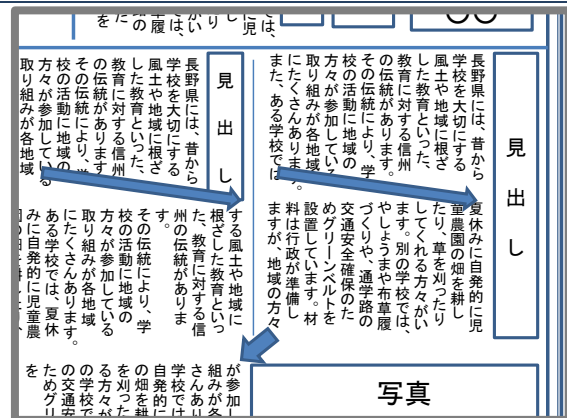 ○○
では、
に児
し
り
がい
では、
草履
の
た
を
見出し
長野県には、昔から
学校を大切にする
風土や地域に根ざ
した教育といった、
教育に対する信州
の伝統があります。
その伝統により、学
校の活動に地域の
方々が参加している
取り組みが各地域
にたくさんあります。
また、ある学校では、
夏休みに自発的に児
童農園の畑を耕し
たり、草を刈ったり
してくれる方々がい
ます。別の学校では、
やしょうまや布草履
づくりや、通学路の
交通安全確保のた
めグリーンベルトを
設置しています。材
料は行政が準備し
ますが、地域の方々
見出し
長野県には、昔から
学校を大切にする
風土や地域に根ざ
した教育といった、
教育に対する信州
の伝統があります
その伝統により、学
校の活動に地域の
方々が参加している
取り組みが各地域
する風土や地域に
根ざした教育といっ
た、教育に対する信
州の伝統がありま
す。
その伝統により、学
校の活動に地域の
方々が参加している
取り組みが各地域
にたくさんあります。
ある学校では、夏休
みに自発的に児童農
写真
が参加し
組みが各
さんあり
学校では
自発的に
の畑を耕
を刈った
る方々が
の学校で
の交通安
ためグリ
を